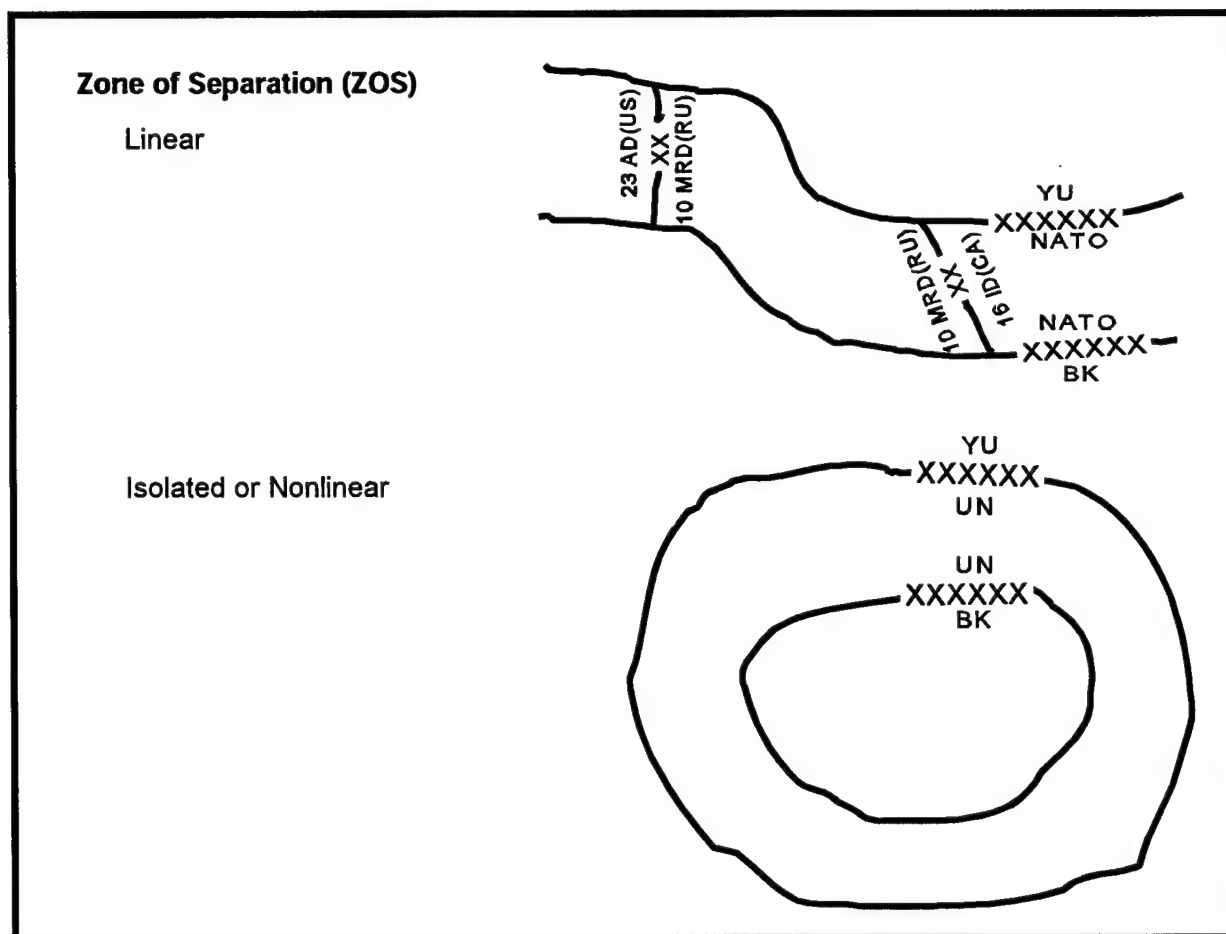 Zone of Separation (ZOS)
Linear
23 AD(US)
XX
10 MRD(RU)
10 MRD(RU)
XX
16 ID(CA)
YU
XXXXXX
NATO
NATO
XXXXXX
BK
Isolated or Nonlinear
YU
XXXXXX
UN
UN
XXXXXX
BK